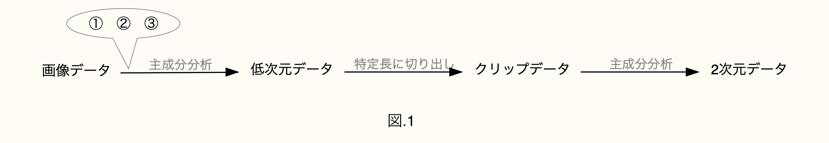 ① ② ③
画像データ 主成分分析 低次元データ 特定長に切り出し クリップデータ 主成分分析 2次元データ
図.1